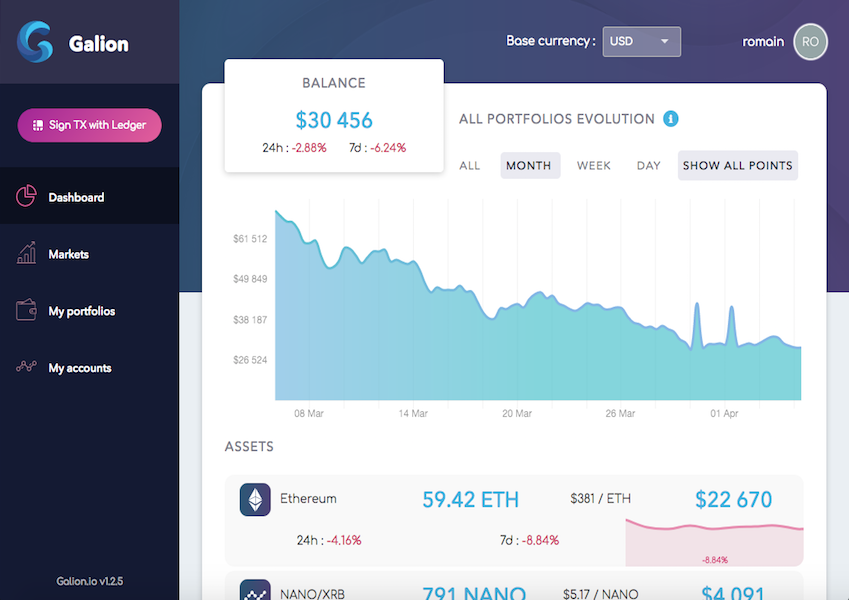 Galion
Base currency :
USD
romain
RO
Sign TX with Ledger
Dashboard
Markets
My portfolios
My accounts
Galion.io v1.2.5
BALANCE
$30 456
24h : -2.88% 7d : -6.24%
ALL PORTFOLIOS EVOLUTION i
ALL MONTH WEEK DAY SHOW ALL POINTS
$61 512
$49 849
$38 187
$26 524
08 Mar 14 Mar 20 Mar 26 Mar 01 Apr
ASSETS
Ethereum 59.42 ETH $381 / ETH $22 670
24h : -4.16% 7d : -8.84%
-8.84%
NANO/XRB 791 NANO $5.17 / NANO $4 091